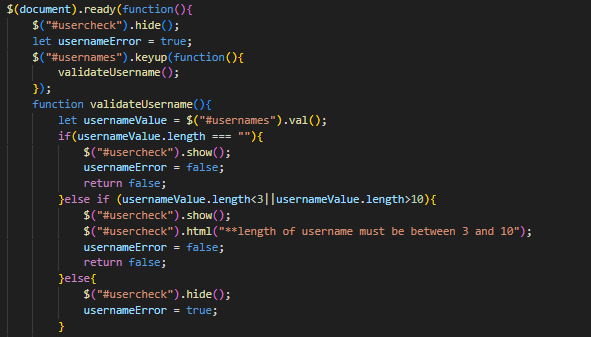 $(document).ready(function(){
$("#usercheck").hide();
let usernameError = true;
$("#usernames").keyup(function(){
validateUsername();
});
function validateUsername(){
let usernameValue = $("#usernames").val();
if(usernameValue.length === ""){
$("#usercheck").show();
usernameError = false;
return false;
}else if (usernameValue.length<3||usernameValue.length>10){
$("#usercheck").show();
$("#usercheck").html("**length of username must be between 3 and 10");
usernameError = false;
return false;
}else{
$("#usercheck").hide();
usernameError = true;
}